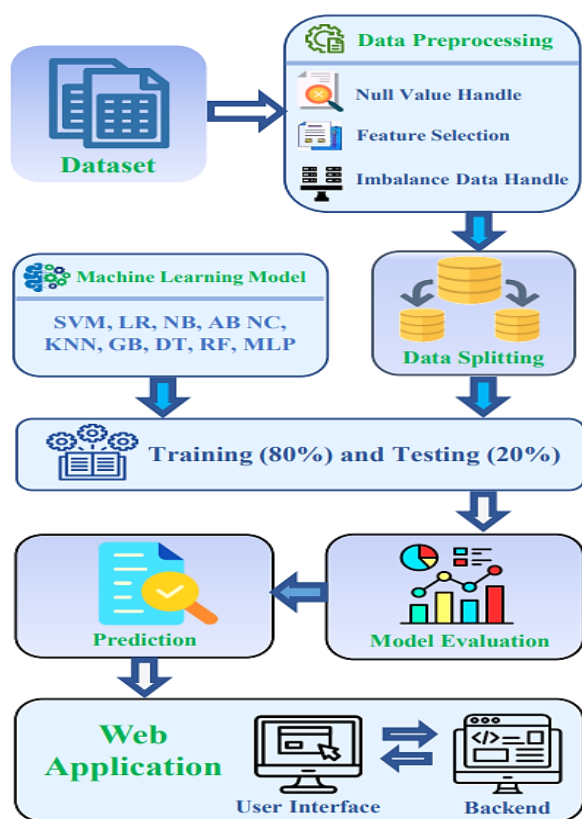 Dataset
Data Preprocessing
Null Value Handle
Feature Selection
Imbalance Data Handle
Machine Learning Model
SVM, LR, NB, AB NC,
KNN, GB, DT, RF, MLP
Data Splitting
Training (80%) and Testing (20%)
Prediction
Model Evaluation
Web
Application
User Interface
</>
Backend